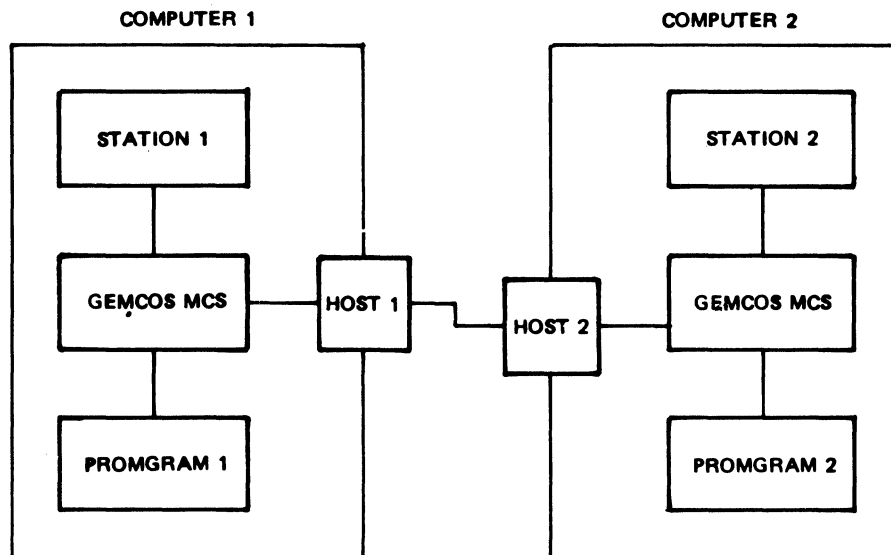 COMPUTER 1
COMPUTER 2
STATION 1
STATION 2
GEMCOS MCS
HOST 1
HOST 2
GEMCOS MCS
PROMGRAM 1
PROMGRAM 2